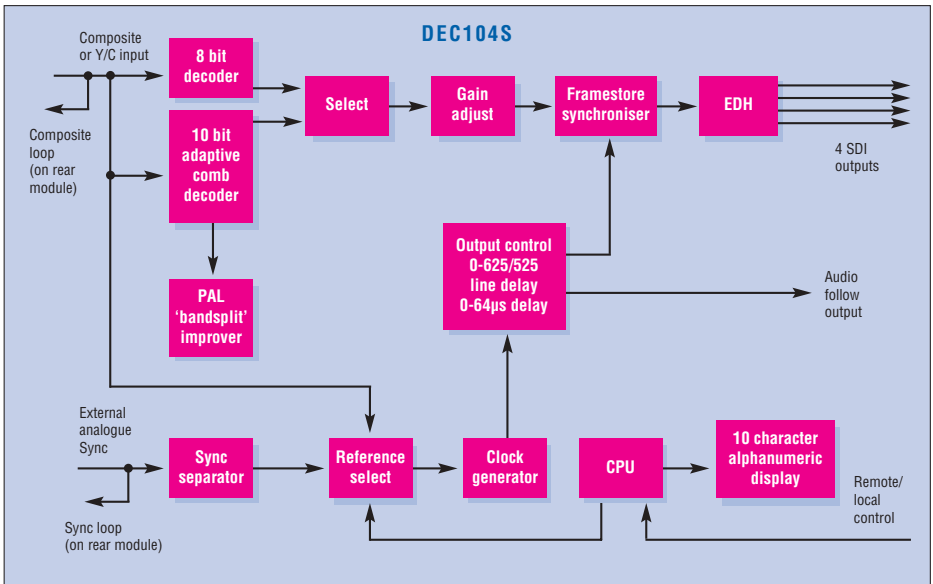 DEC104S
Composite
or Y/C input
8 bit
decoder
Select
Gain
adjust
Framestore
synchroniser
EDH
Composite
loop
(on rear
module)
10 bit
adaptive
comb
decoder
4 SDI
outputs
PAL
‘bandsplit’
improver
Output control
0-625/525
line delay
0-64µs delay
Audio
follow
output
External
analogue
Sync
Sync
separator
Reference
select
Clock
generator
CPU
10 character
alphanumeric
display
Remote/
local
control
Sync loop
(on rear module)